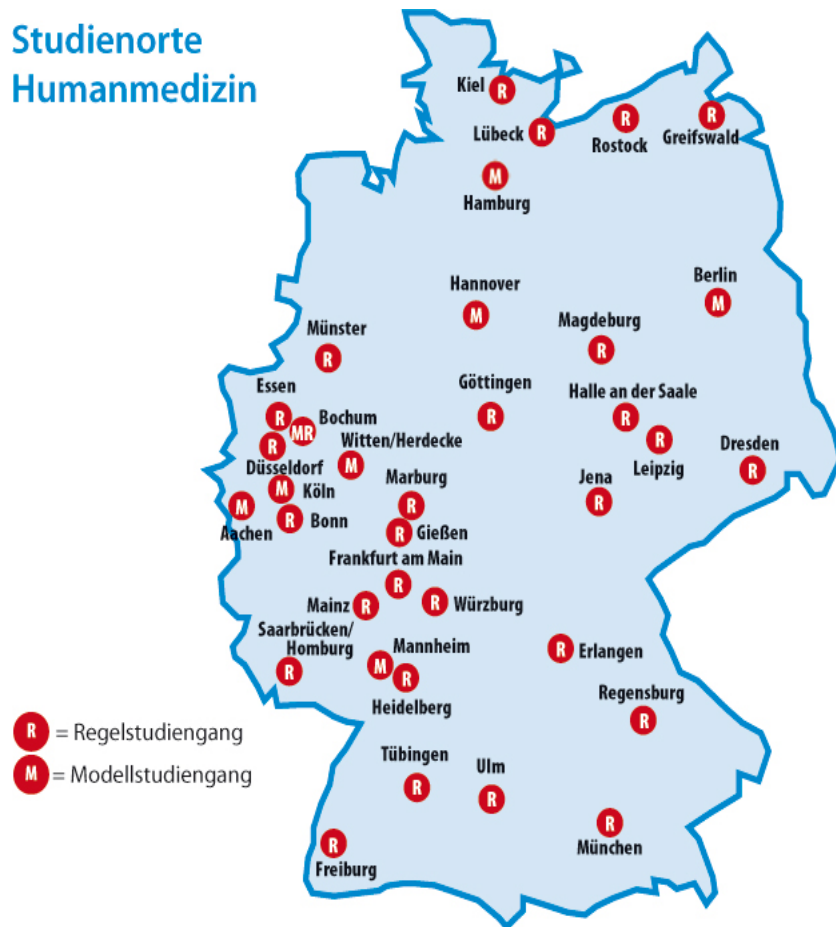 Studienorte
Humanmedizin
Kiel
R
Lübeck
R
Rostock
R
Greifswald
R
M
Hamburg
Hannover
M
Berlin
M
Magdeburg
R
Münster
R
Essen
R
Bochum
MR
R
Düsseldorf
Göttingen
R
Halle an der Saale
R
R
Leipzig
Dresden
R
Witten/Herdecke
M
M
Köln
M
Aachen
R
Bonn
Marburg
R
R
Gießen
Jena
R
Frankfurt am Main
R
Mainz
R
R
Würzburg
Saarbrücken/
Homburg
R
Mannheim
M
R
Heidelberg
R
Erlangen
Regensburg
R
R
= Regelstudiengang
M
= Modellstudiengang
Tübingen
R
Ulm
R
R
München
R
Freiburg